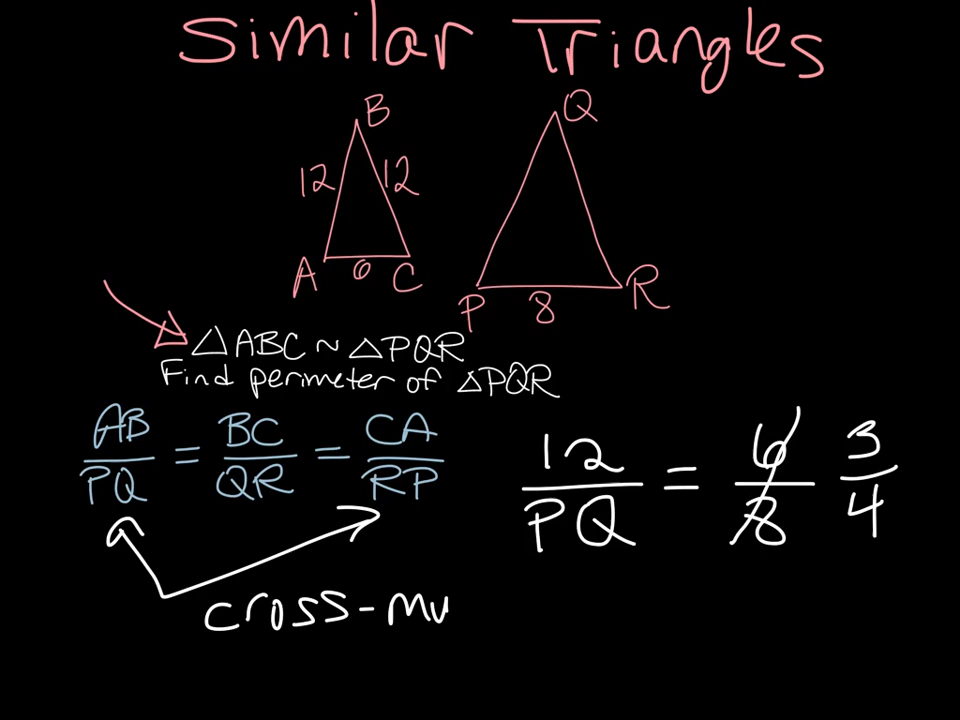 Similar Triangles
B
Q
12
12
A
6
C
P
8
R
△ABC ~ △PQR
Find perimeter of △PQR
AB/PQ = BC/QR = CA/RP
12/PQ = 6/8 3/4
cross-mu